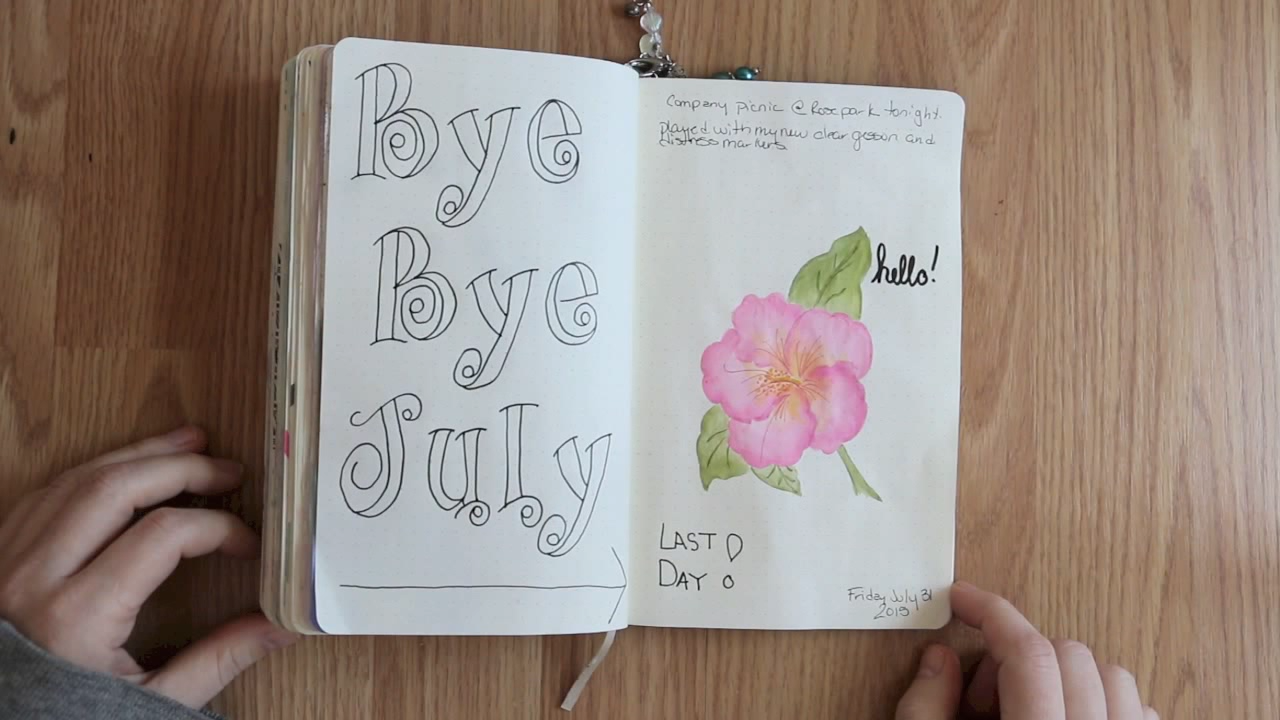 Bye
Bye
July
Company picnic @ Rose park tonight.
played with my new clear gesson and
distress markers.
hello!
LAST
DAY !
Friday July 31
2015